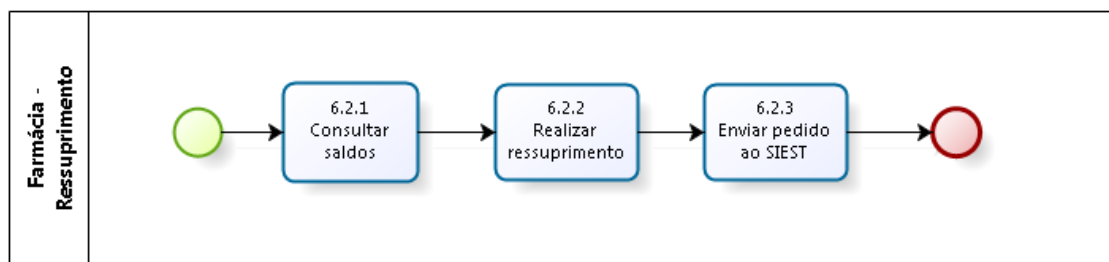 Farmácia -
Ressuprimento
6.2.1
Consultar
saldos
6.2.2
Realizar
ressuprimento
6.2.3
Enviar pedido
ao SIEST